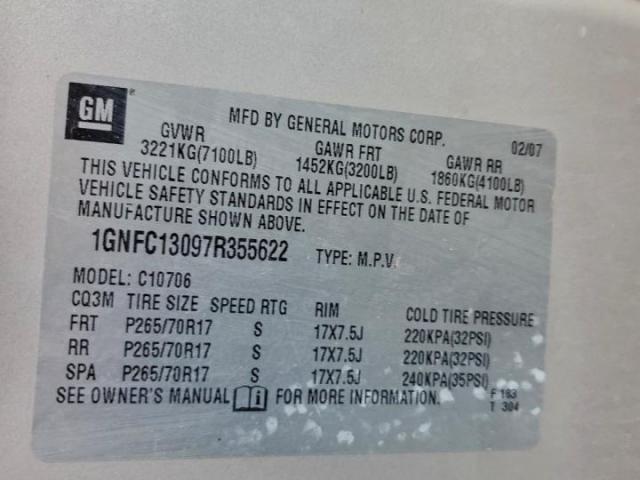 GM
MFD BY GENERAL MOTORS CORP. 02/07
GVWR GAWR FRT GAWR RR
3221KG(7100LB) 1452KG(3200LB) 1860KG(4100LB)
THIS VEHICLE CONFORMS TO ALL APPLICABLE U.S. FEDERAL MOTOR
VEHICLE SAFETY STANDARDS IN EFFECT ON THE DATE OF
MANUFACTURE SHOWN ABOVE.
1GNFC13097R355622 TYPE: M.P.V.
MODEL: C10706
CQ3M TIRE SIZE SPEED RTG RIM COLD TIRE PRESSURE
FRT P265/70R17 S 17X7.5J 220KPA(32PSI)
RR P265/70R17 S 17X7.5J 220KPA(32PSI)
SPA P265/70R17 S 17X7.5J 240KPA(35PSI)
SEE OWNER'S MANUAL FOR MORE INFORMATION. F 163
T 304